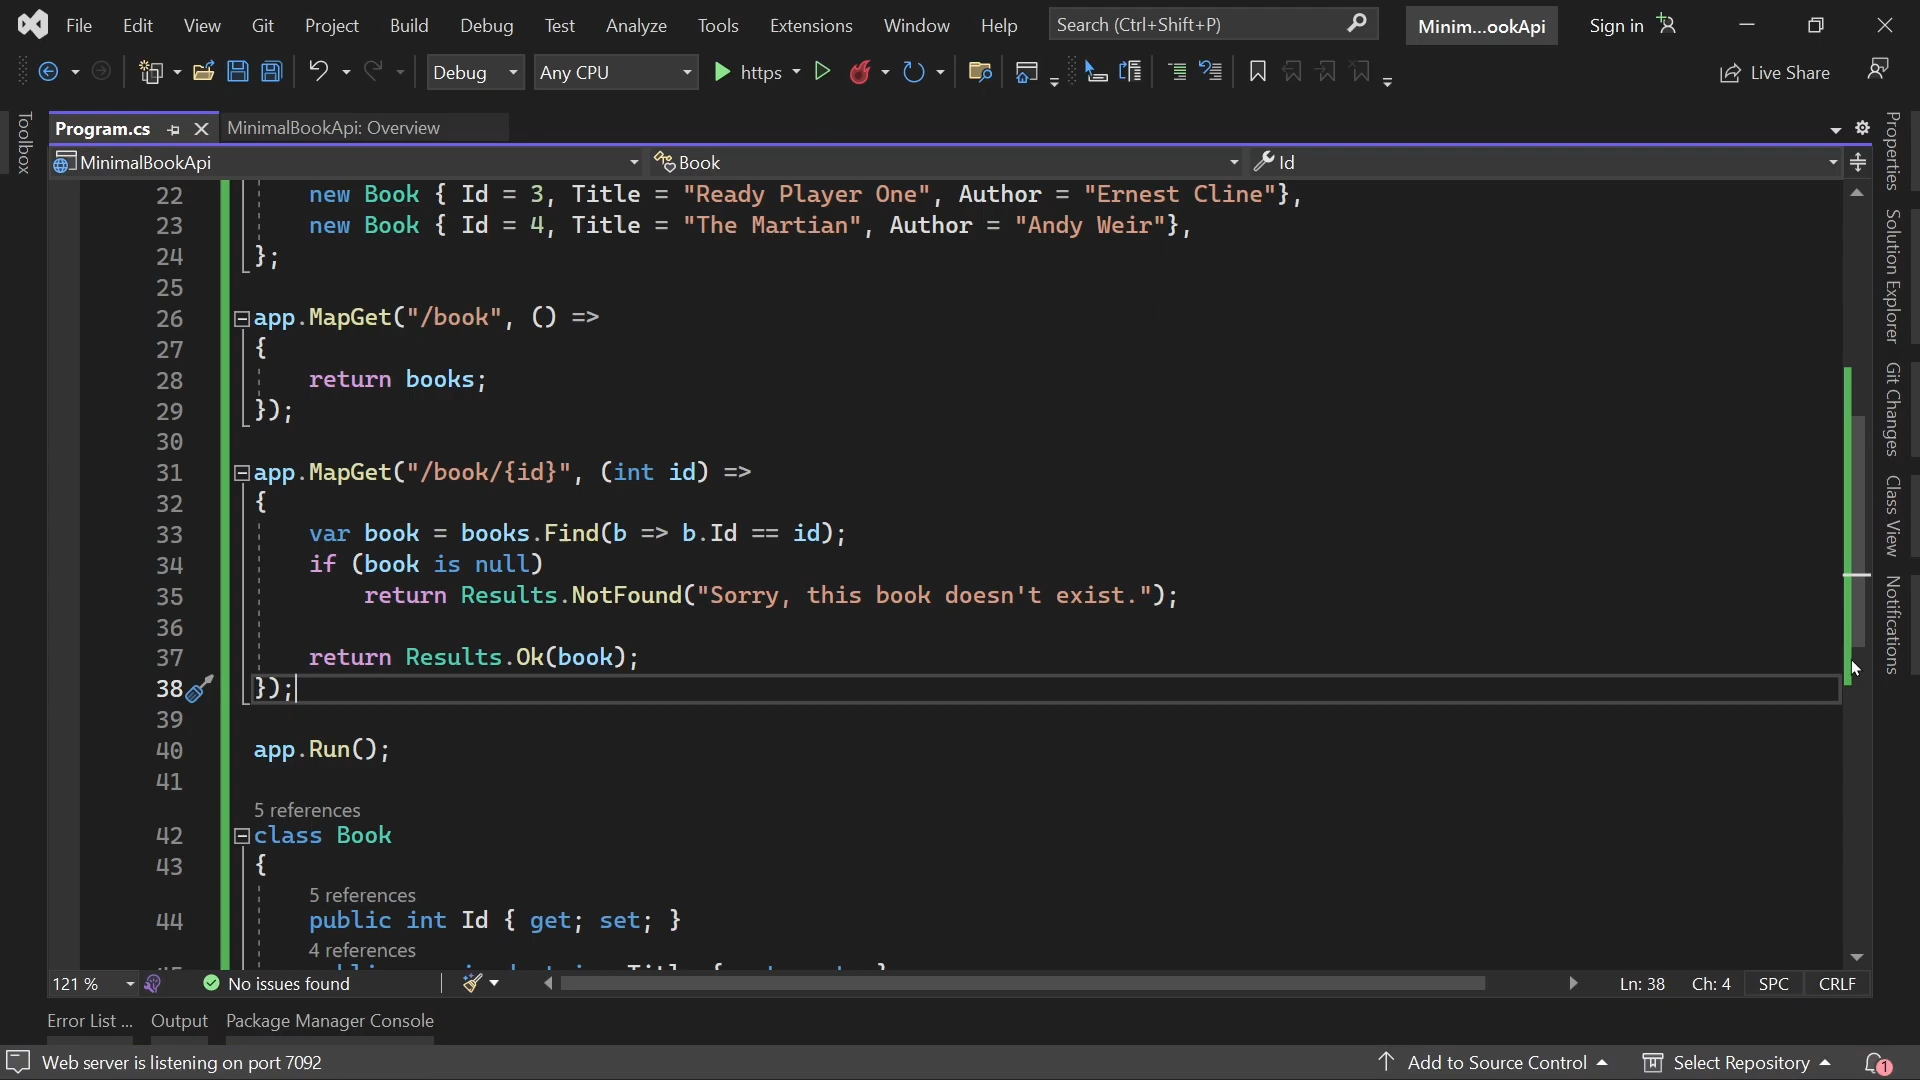 File Edit View Git Project Build Debug Test Analyze Tools Extensions Window Help Search (Ctrl+Shift+P) Minim...ookApi Sign in
Debug Any CPU https Live Share
Toolbox
Program.cs MinimalBookApi: Overview
MinimalBookApi Book Id
22 new Book { Id = 3, Title = "Ready Player One", Author = "Ernest Cline"},
23 new Book { Id = 4, Title = "The Martian", Author = "Andy Weir"},
24 };
25
26 app.MapGet("/book", () =>
27 {
28 return books;
29 });
30
31 app.MapGet("/book/{id}", (int id) =>
32 {
33 var book = books.Find(b => b.Id == id);
34 if (book is null)
35 return Results.NotFound("Sorry, this book doesn't exist.");
36
37 return Results.Ok(book);
38 });
39
40 app.Run();
41
5 references
42 class Book
43 {
5 references
44 public int Id { get; set; }
4 references
Properties
Solution Explorer
Git Changes
Class View
Notifications
121 % No issues found Ln: 38 Ch: 4 SPC CRLF
Error List ... Output Package Manager Console
Web server is listening on port 7092 Add to Source Control Select Repository 1